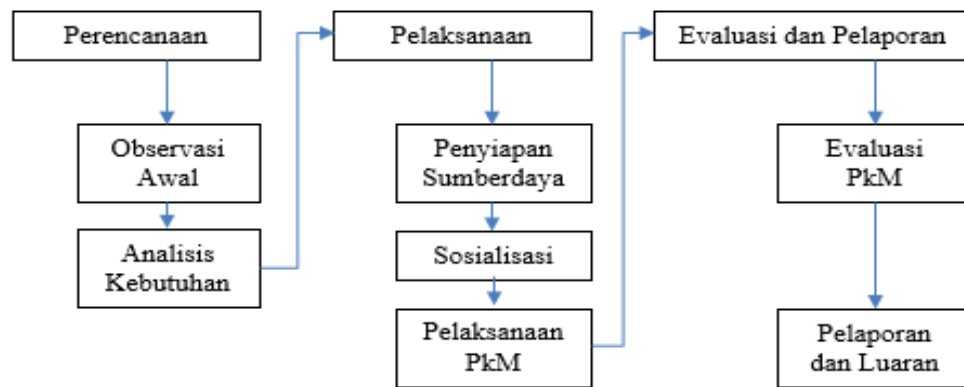 Perencanaan
Observasi
Awal
Analisis
Kebutuhan
Pelaksanaan
Penyiapan
Sumberdaya
Sosialisasi
Pelaksanaan
PkM
Evaluasi dan Pelaporan
Evaluasi
PkM
Pelaporan
dan Luaran